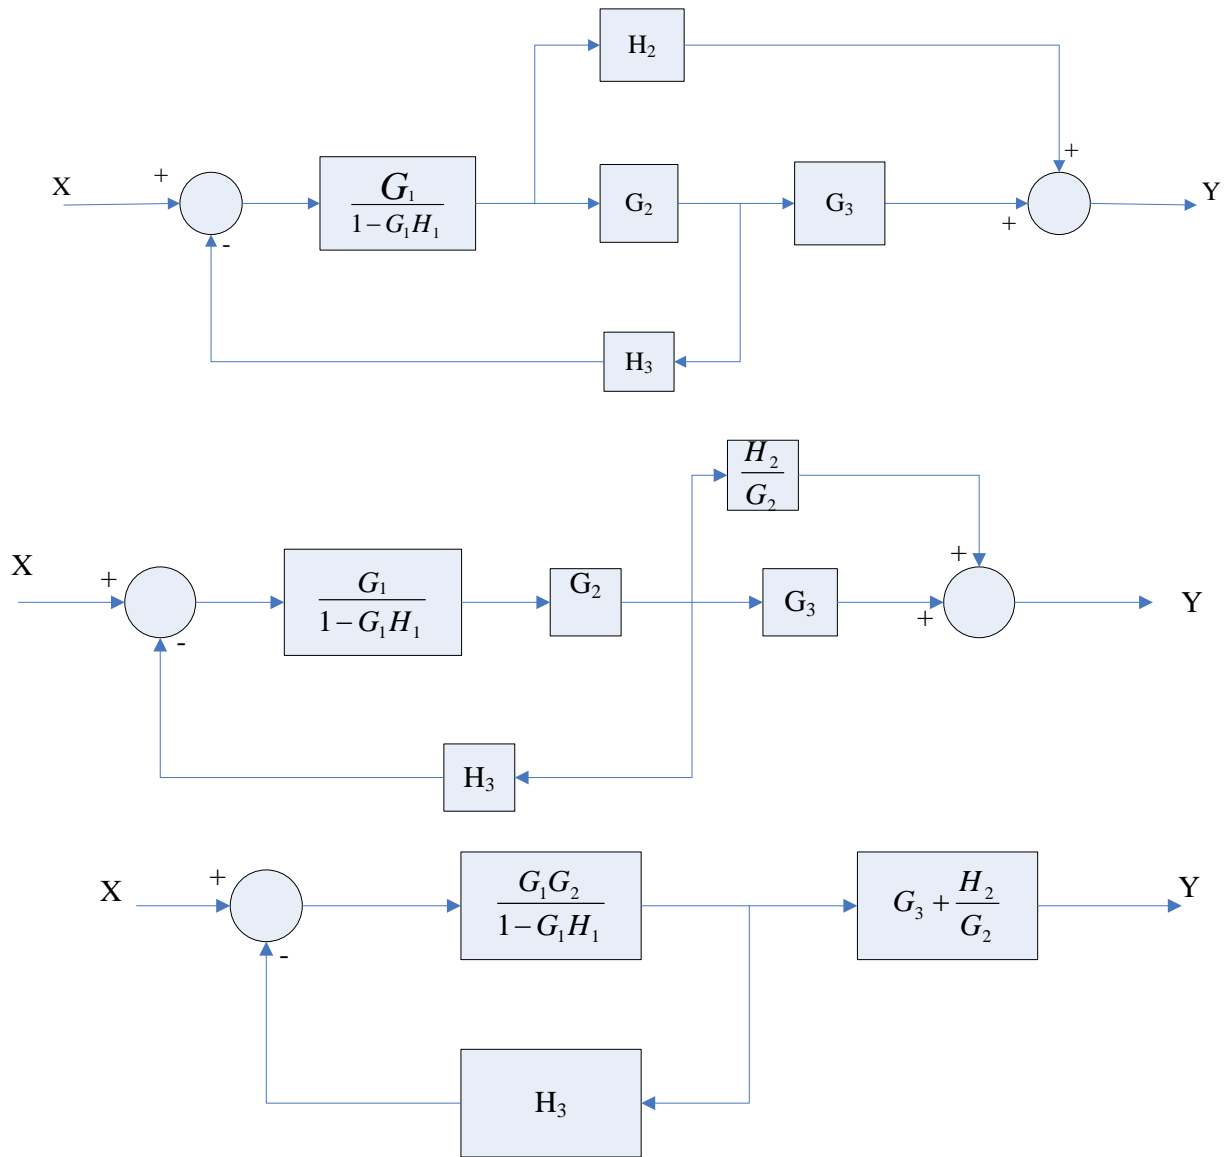 H₂
+
X
+
G₁
1 − G₁H₁
G₂
G₃
+
Y
-
H₃
H₂
G₂
X
+
G₁
1 − G₁H₁
G₂
G₃
+
+
Y
-
H₃
X
+
G₁G₂
1 − G₁H₁
G₃ + H₂
G₂
Y
-
H₃